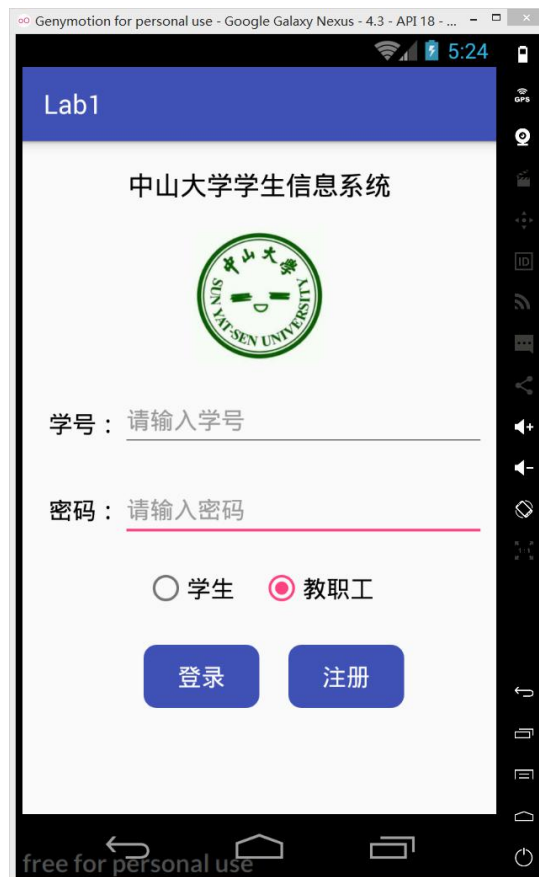 Genymotion for personal use - Google Galaxy Nexus - 4.3 - API 18 - ...
5:24
GPS
Lab1
中山大学学生信息系统
中山大學
SUN YAT-SEN UNIVERSITY
ID
学号：请输入学号
密码：请输入密码
1:1
学生 教职工
登录 注册
free for personal use